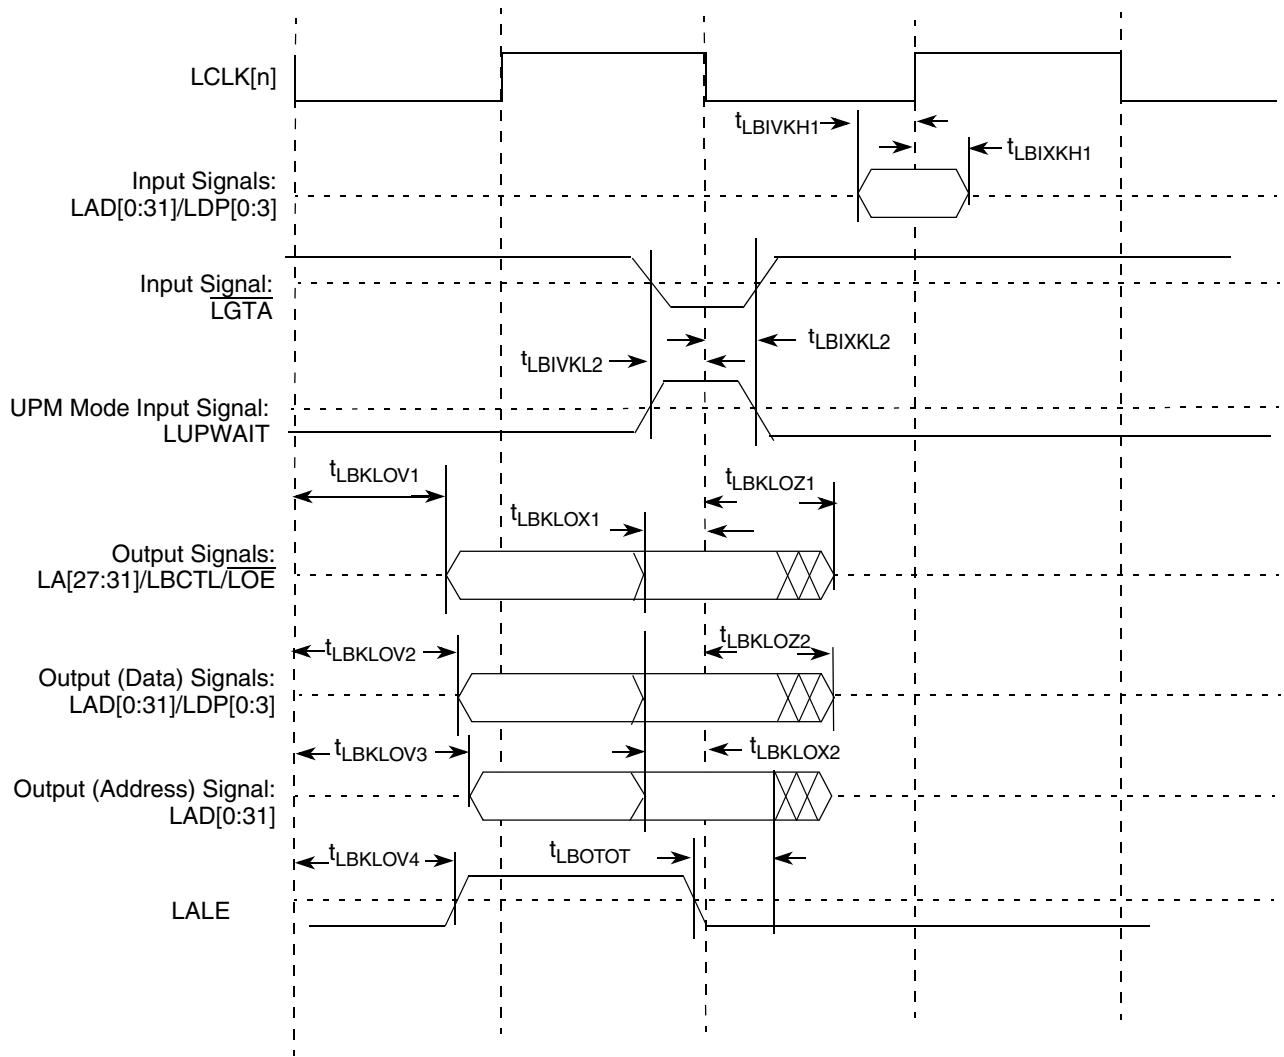 LCLK[n]
tLBIVKH1
tLBIXKH1
Input Signals:
LAD[0:31]/LDP[0:3]
Input Signal:
LGTA
tLBIXKL2
tLBIVKL2
UPM Mode Input Signal:
LUPWAIT
tLBKLOV1
tLBKLOZ1
tLBKLOX1
Output Signals:
LA[27:31]/LBCTL/LOE
tLBKLOV2
tLBKLOZ2
Output (Data) Signals:
LAD[0:31]/LDP[0:3]
tLBKLOV3
tLBKLOX2
Output (Address) Signal:
LAD[0:31]
tLBKLOV4
tLBOTOT
LALE